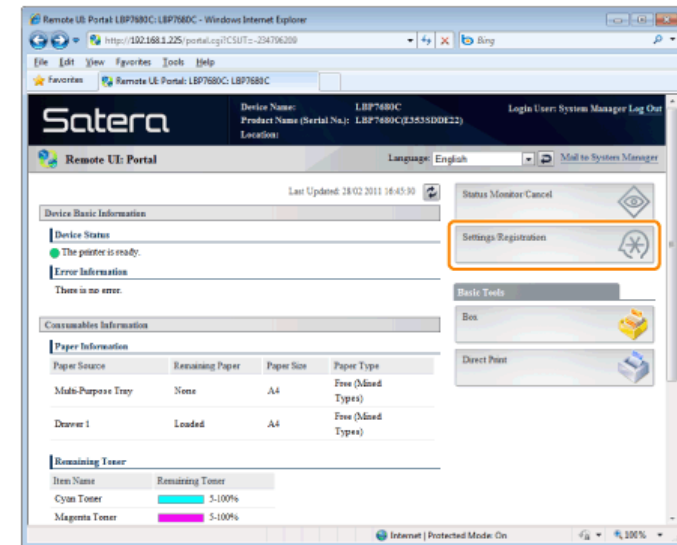 Remote UI: Portal: LBP7680C: LBP7680C - Windows Internet Explorer
http://192.168.1.225/portal.cgi?CSUT=-234796209
Bing
File Edit View Favorites Tools Help
Favorites Remote UI: Portal: LBP7680C: LBP7680C
Satera
Device Name: LBP7680C
Product Name (Serial No.): LBP7680C(E3535DDE22)
Location:
Login User: System Manager Log Out
Remote UI: Portal
Language: English
Mail to System Manager
Last Updated: 28/02 2011 16:45:30
Device Basic Information
Device Status
The printer is ready.
Error Information
There is no error.
Consumables Information
Paper Information
Paper Source Remaining Paper Paper Size Paper Type
Multi-Purpose Tray None A4 Free (Mixed
Types)
Drawer 1 Loaded A4 Free (Mixed
Types)
Remaining Toner
Item Name Remaining Toner
Cyan Toner 5-100%
Magenta Toner 5-100%
Status Monitor/Cancel
Settings/Registration
Basic Tools
Box
Direct Print
Internet | Protected Mode: On
100%